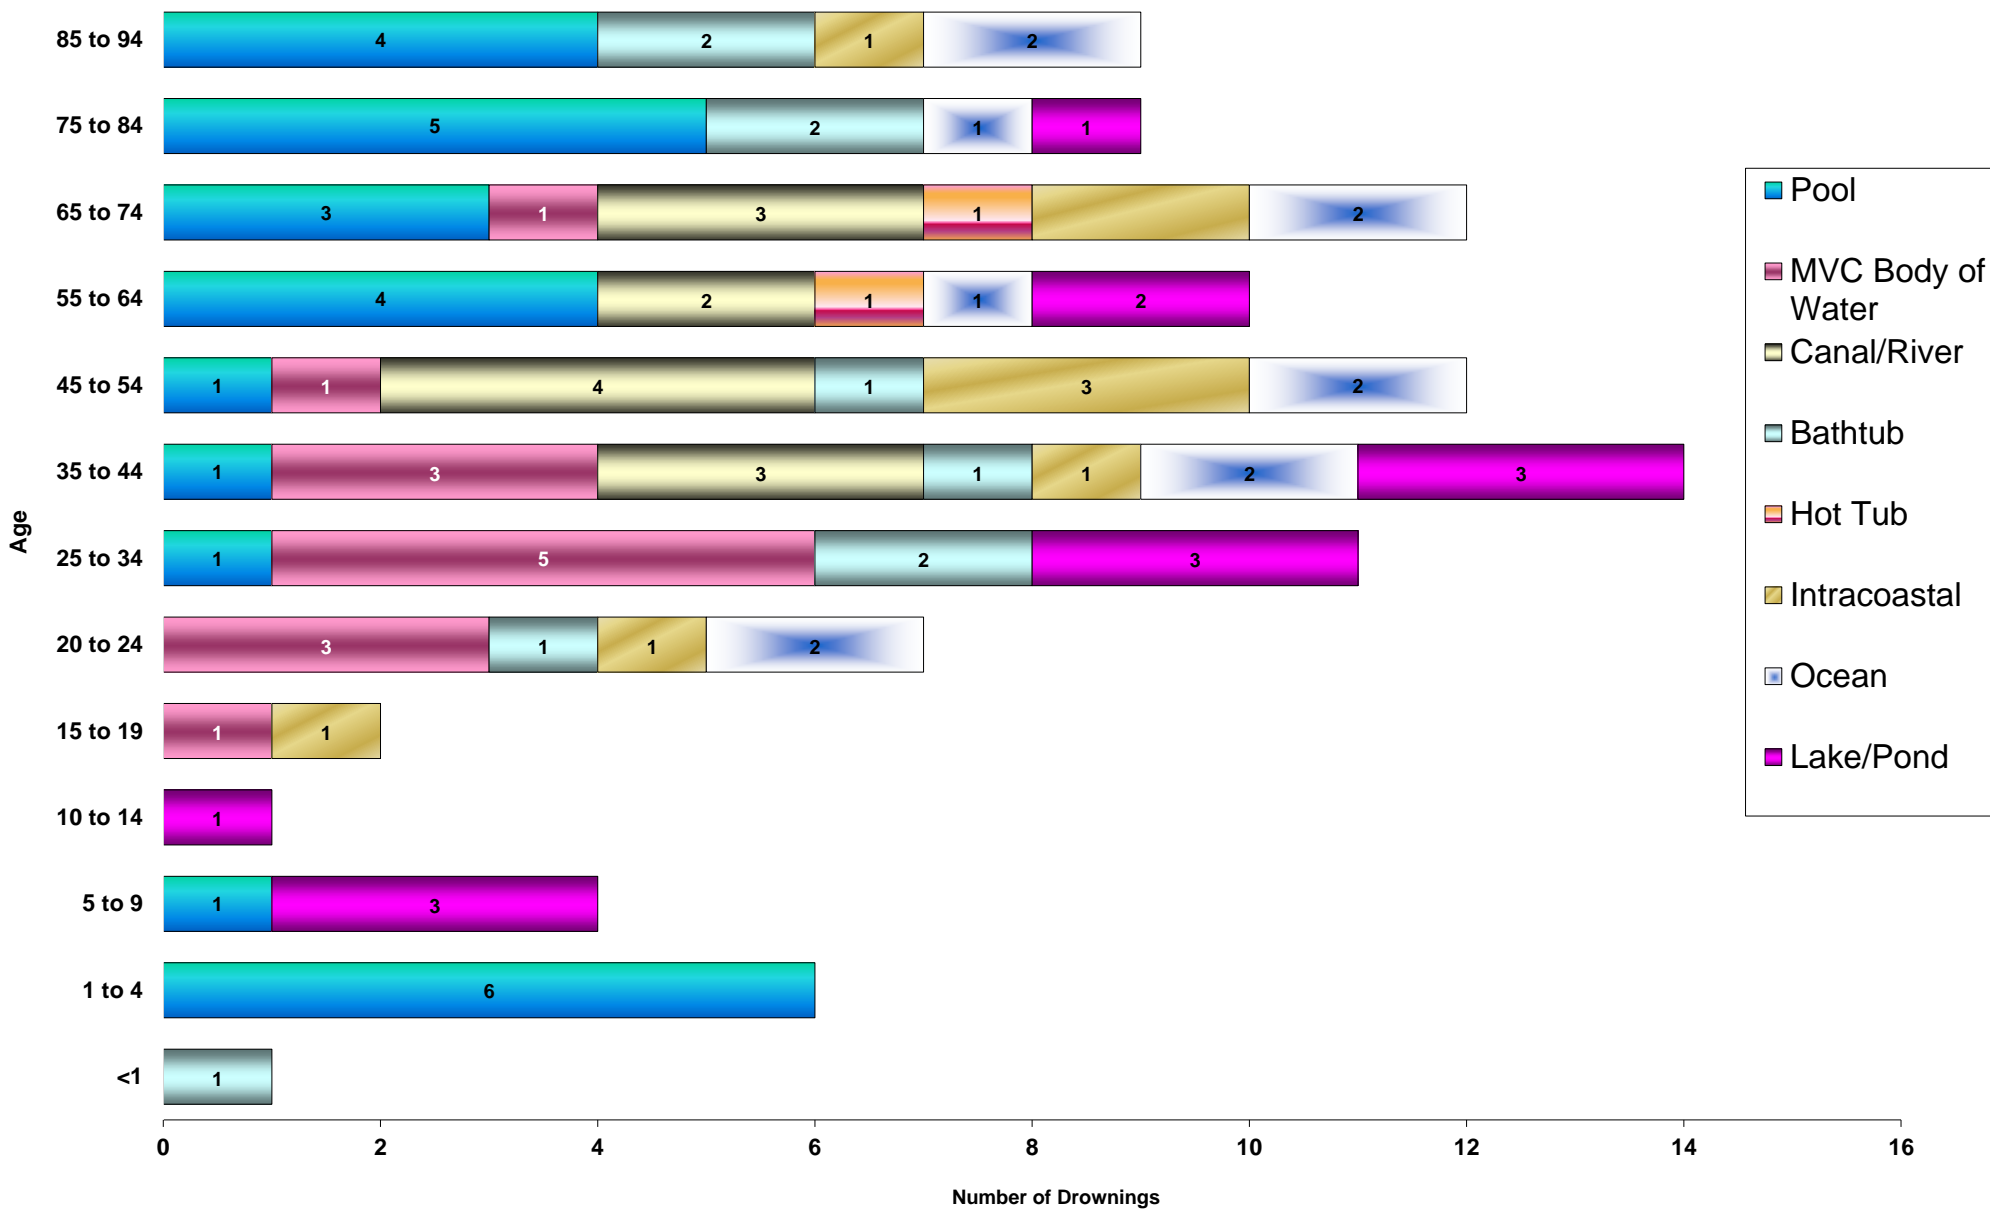 85 to 94
4 2 1 2
75 to 84
5 2 1 1
65 to 74
3 1 3 1 2
55 to 64
4 2 1 1 2
45 to 54
1 1 4 1 3 2
35 to 44
1 3 3 1 1 2 3
25 to 34
1 5 2 3
20 to 24
3 1 1 2
15 to 19
1 1
10 to 14
1
5 to 9
1 3
1 to 4
6
<1
1
Age
0 2 4 6 8 10 12 14 16
Number of Drownings
Pool
MVC Body of
Water
Canal/River
Bathtub
Hot Tub
Intracoastal
Ocean
Lake/Pond